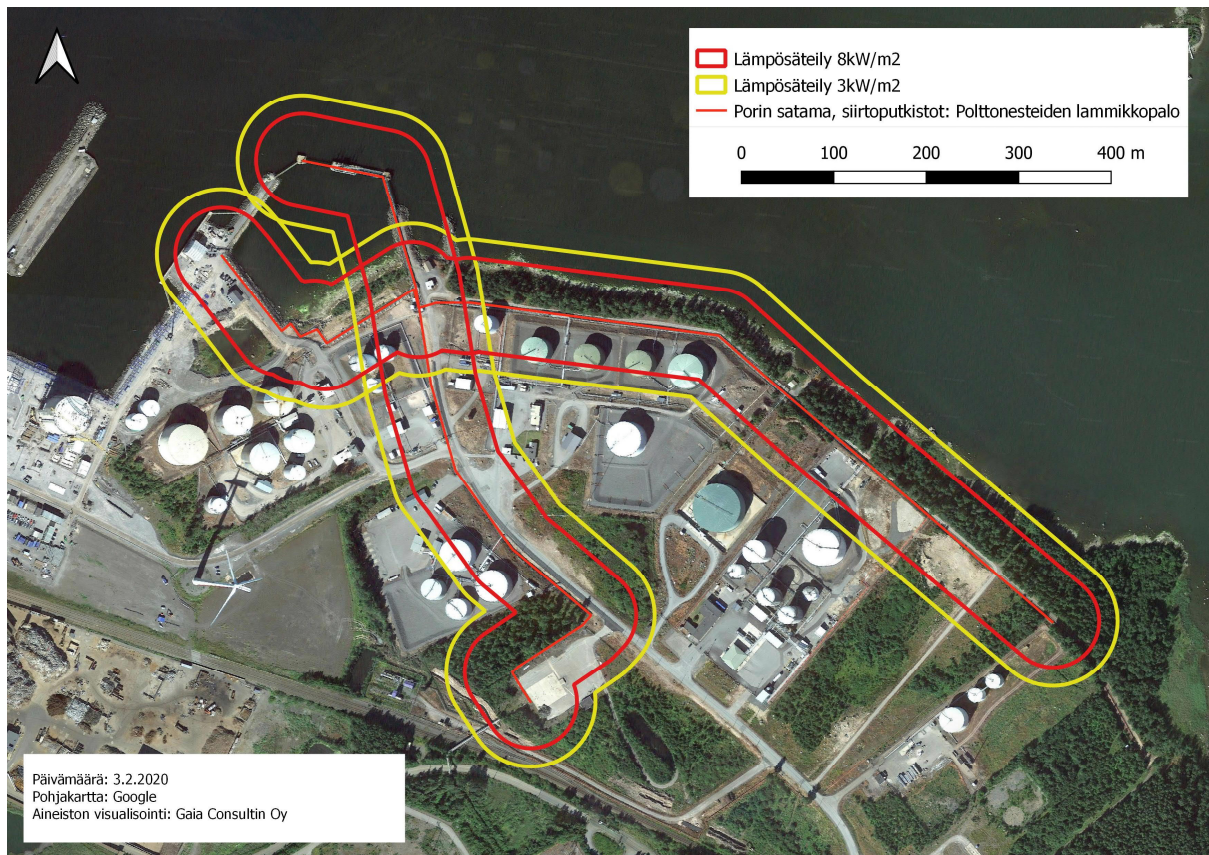 Lämpösäteily 8kW/m2
Lämpösäteily 3kW/m2
Porin satama, siirtoputkistot: Polttonesteiden lammikkopalo
0 100 200 300 400 m
Päivämäärä: 3.2.2020
Pohjakartta: Google
Aineiston visualisointi: Gaia Consultin Oy